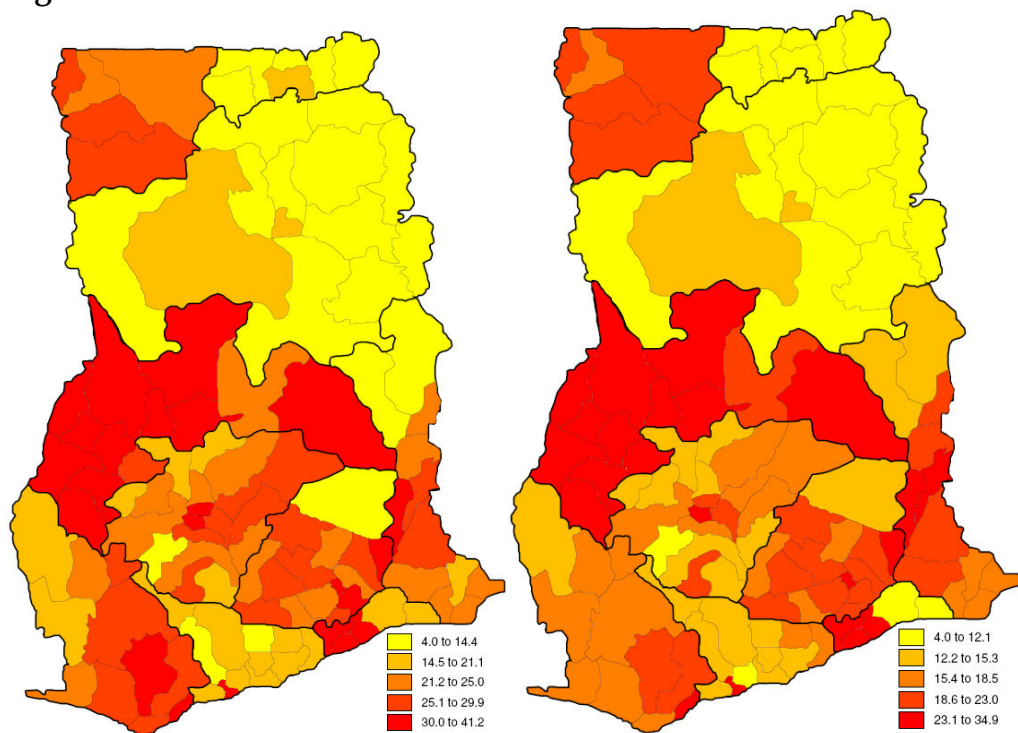 g
4.0 to 14.4
14.5 to 21.1
21.2 to 25.0
25.1 to 29.9
30.0 to 41.2
4.0 to 12.1
12.2 to 15.3
15.4 to 18.5
18.6 to 23.0
23.1 to 34.9